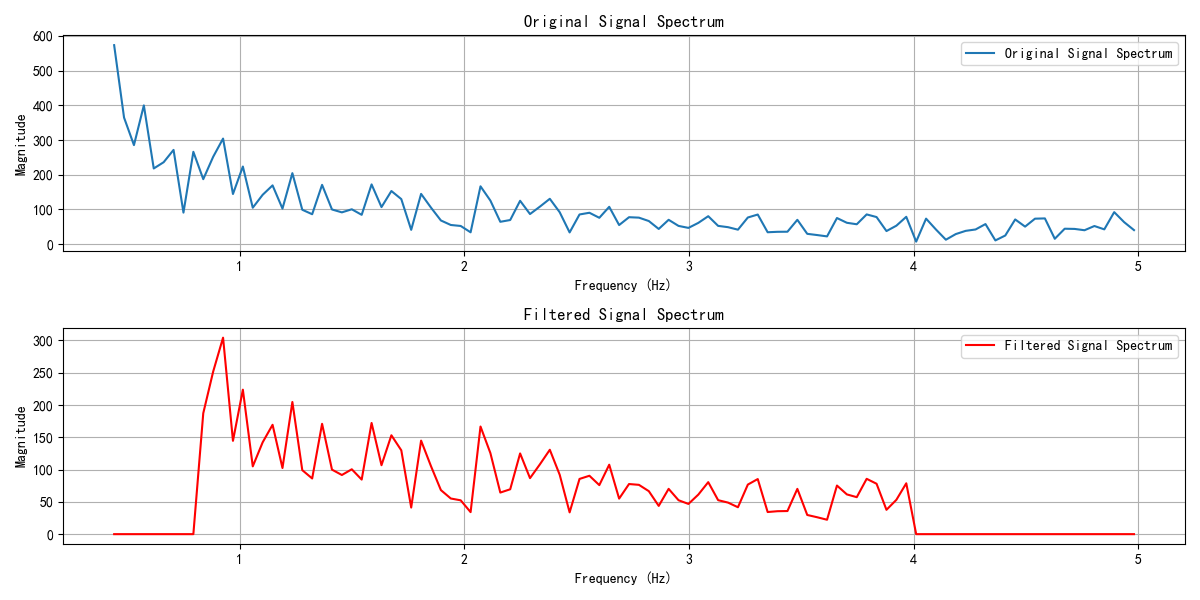 Original Signal Spectrum
600
500
400
300
200
100
0
Magnitude
Original Signal Spectrum
1 2 3 4 5
Frequency (Hz)
Filtered Signal Spectrum
300
250
200
150
100
50
0
Magnitude
Filtered Signal Spectrum
1 2 3 4 5
Frequency (Hz)